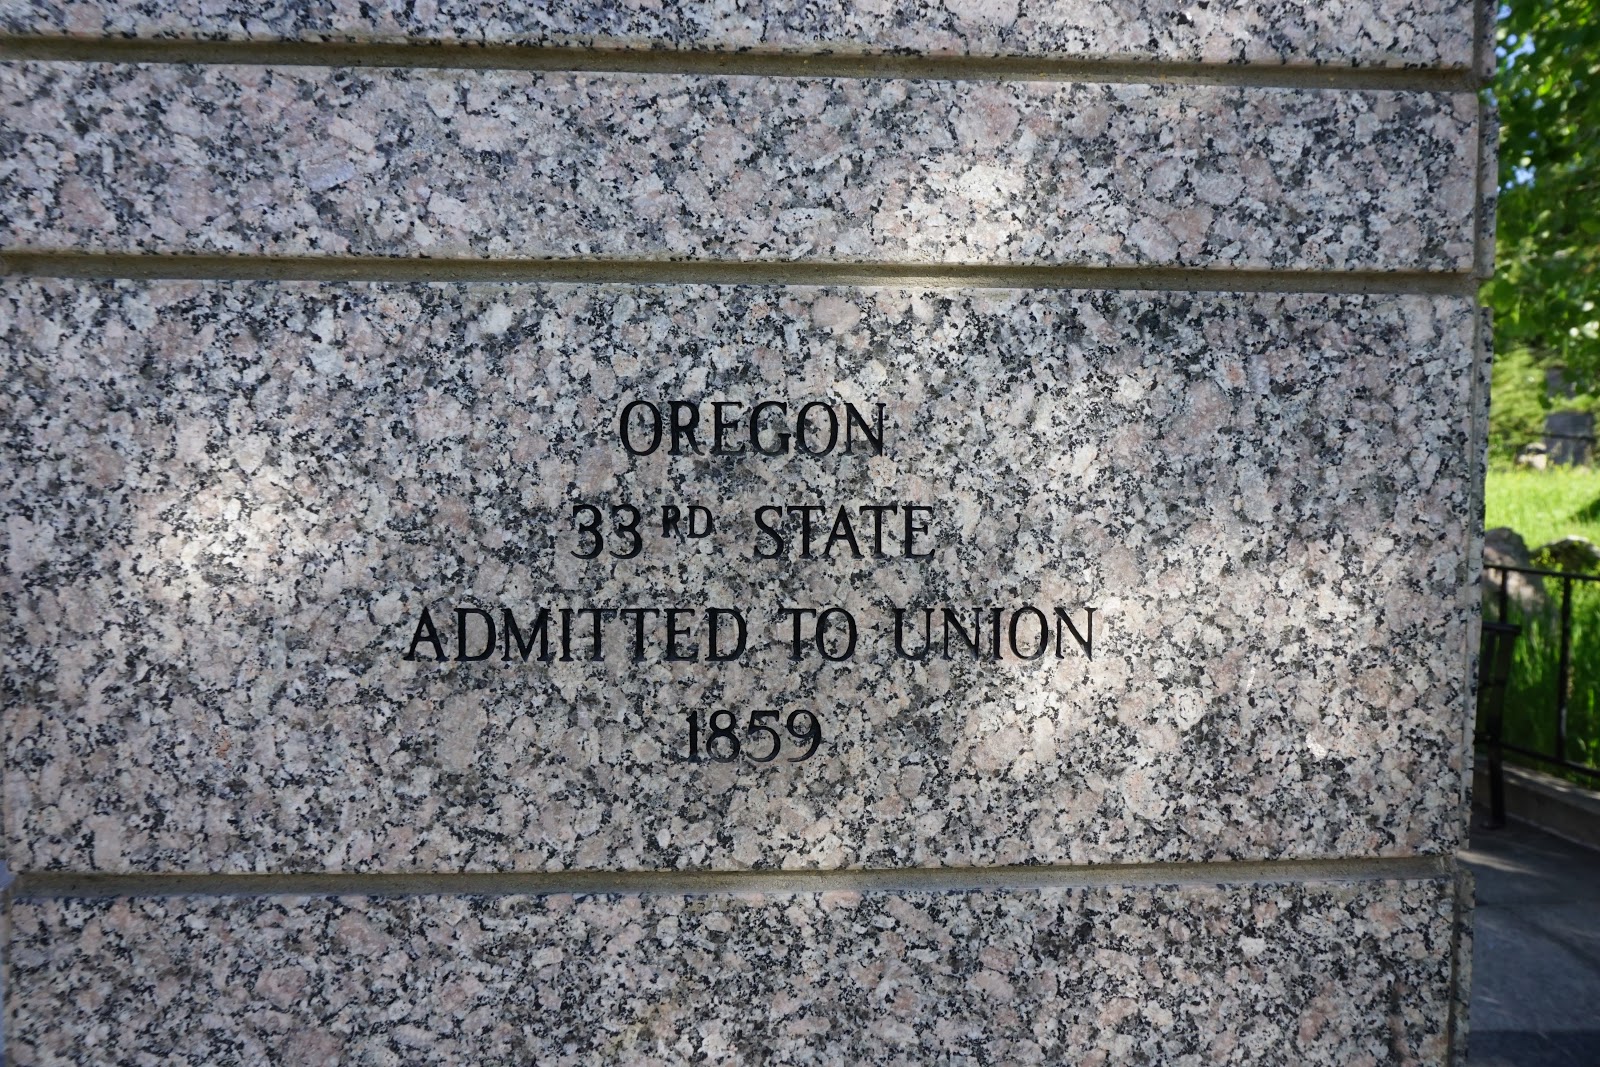 OREGON
33RD STATE
ADMITTED TO UNION
1859